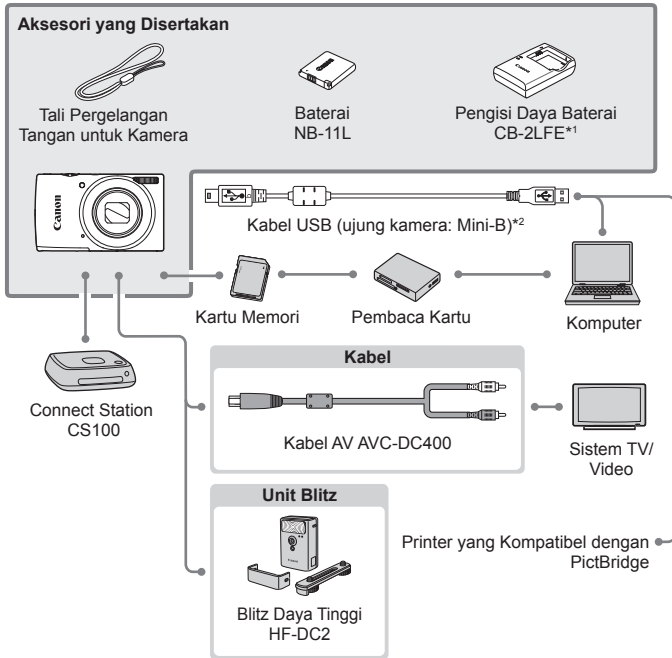 Aksesori yang Disertakan
Tali Pergelangan
Tangan untuk Kamera
Baterai
NB-11L
Pengisi Daya Baterai
CB-2LFE*1
Canon
Kabel USB (ujung kamera: Mini-B)*2
Kartu Memori
Pembaca Kartu
Komputer
Connect Station
CS100
Kabel
Kabel AV AVC-DC400
Sistem TV/
Video
Unit Blitz
Blitz Daya Tinggi
HF-DC2
Printer yang Kompatibel dengan
PictBridge